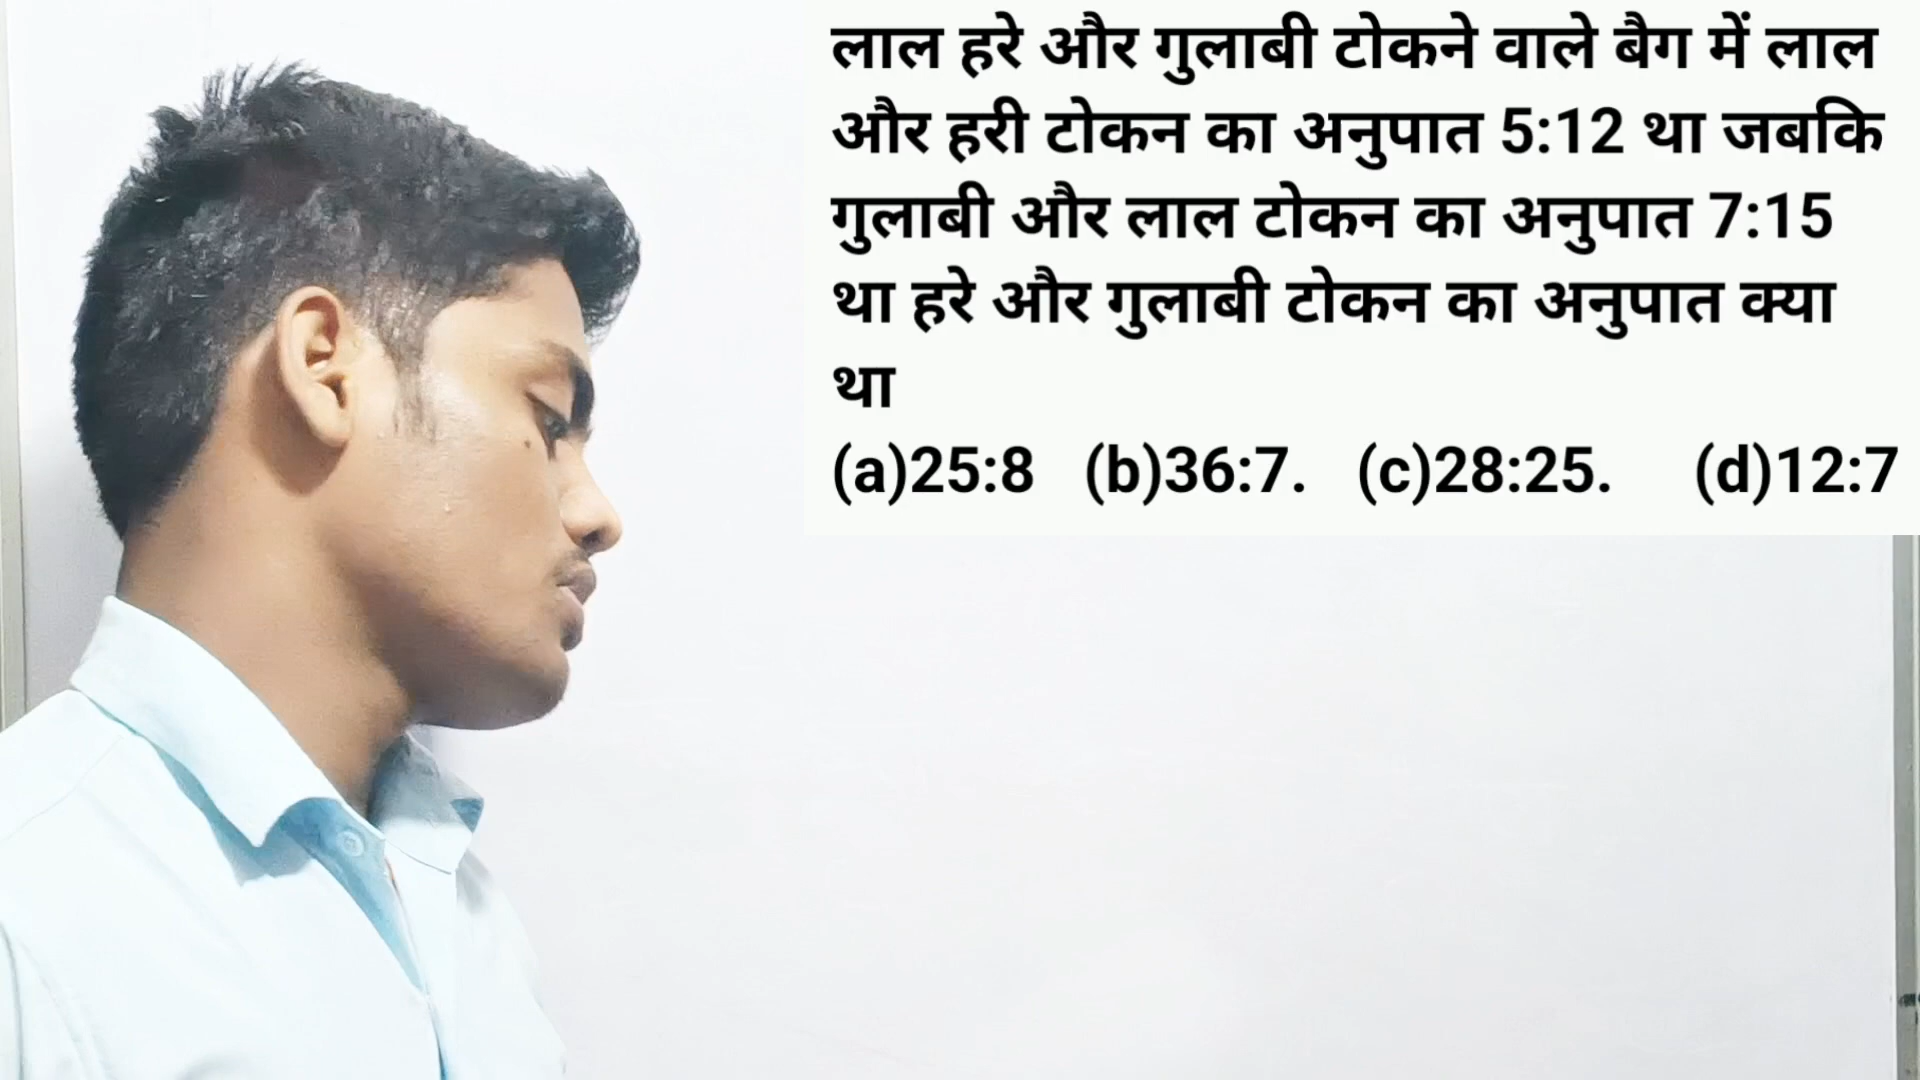 लाल हरे और गुलाबी टोकने वाले बैग में लाल
और हरी टोकन का अनुपात 5:12 था जबकि
गुलाबी और लाल टोकन का अनुपात 7:15
था हरे और गुलाबी टोकन का अनुपात क्या
था
(a)25:8 (b)36:7. (c)28:25. (d)12:7